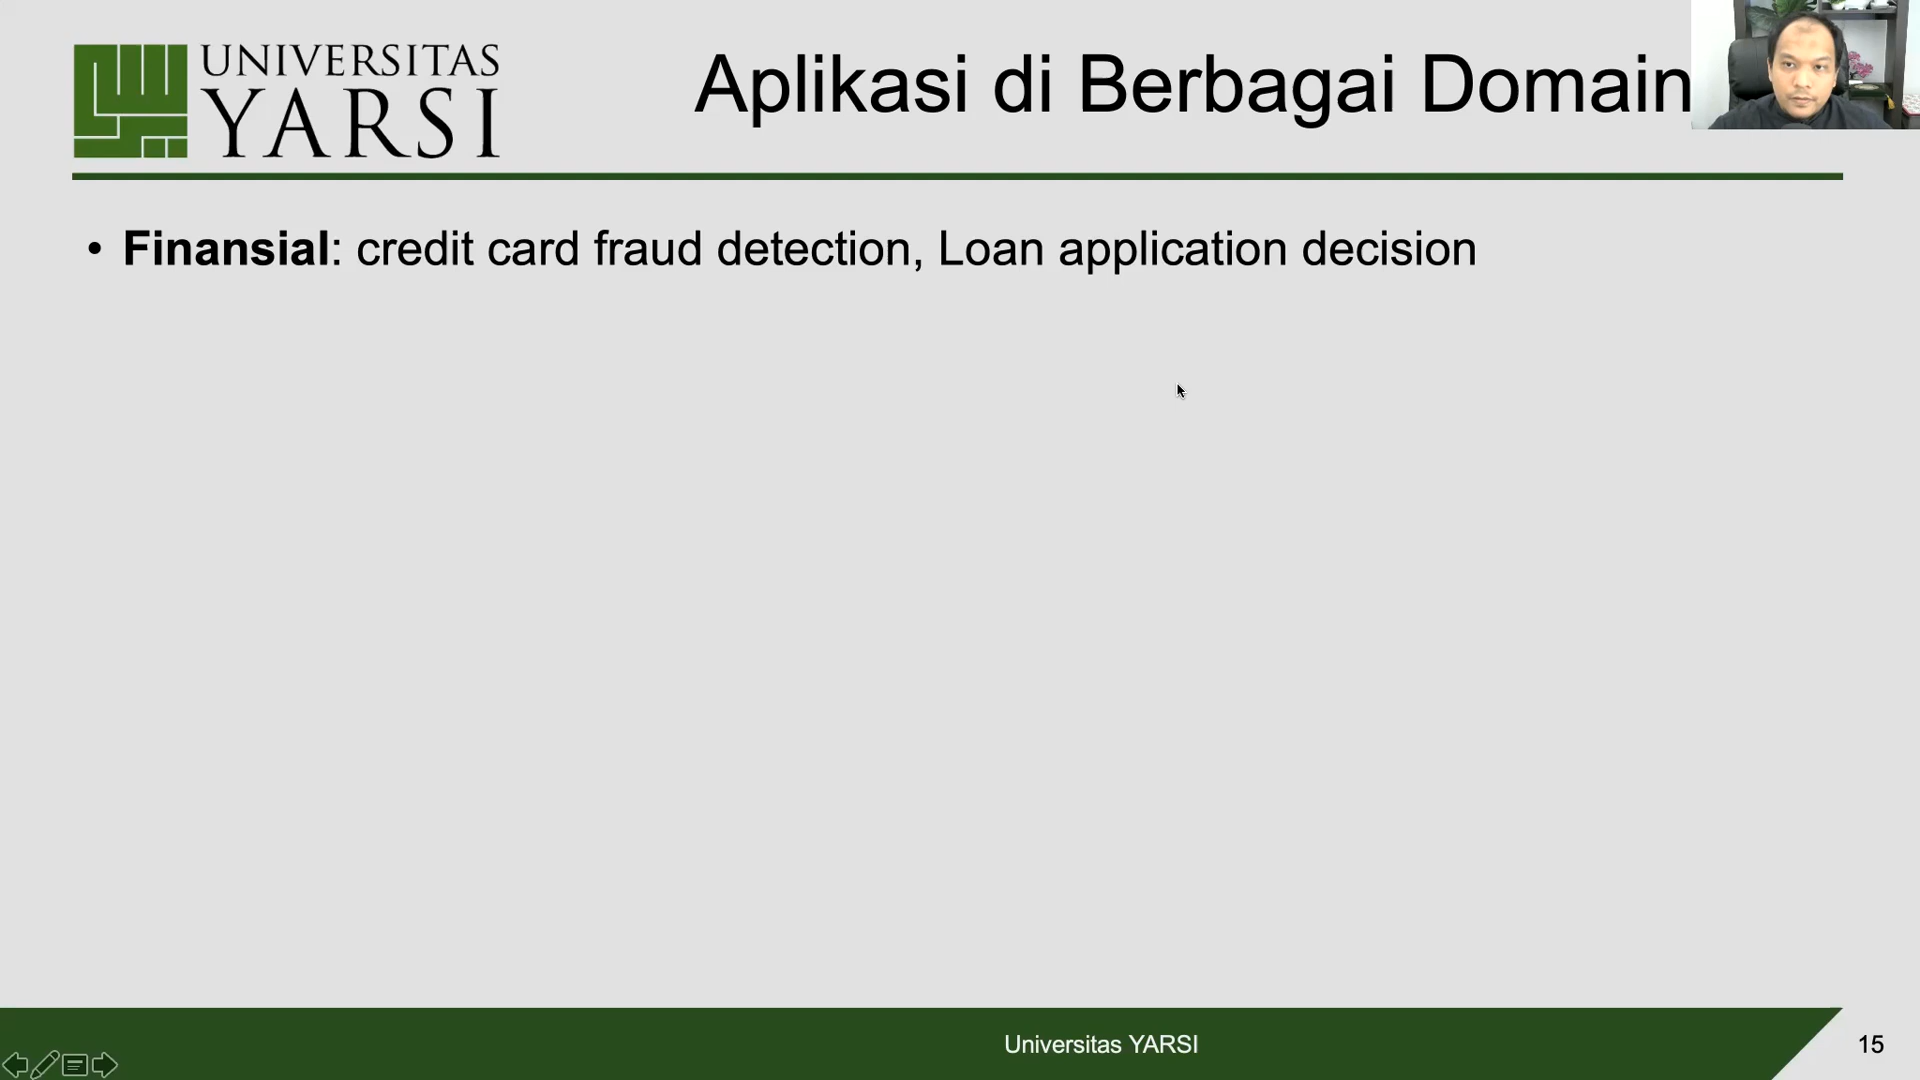 UNIVERSITAS
YARSI
Aplikasi di Berbagai Domain
• Finansial: credit card fraud detection, Loan application decision
Universitas YARSI
15